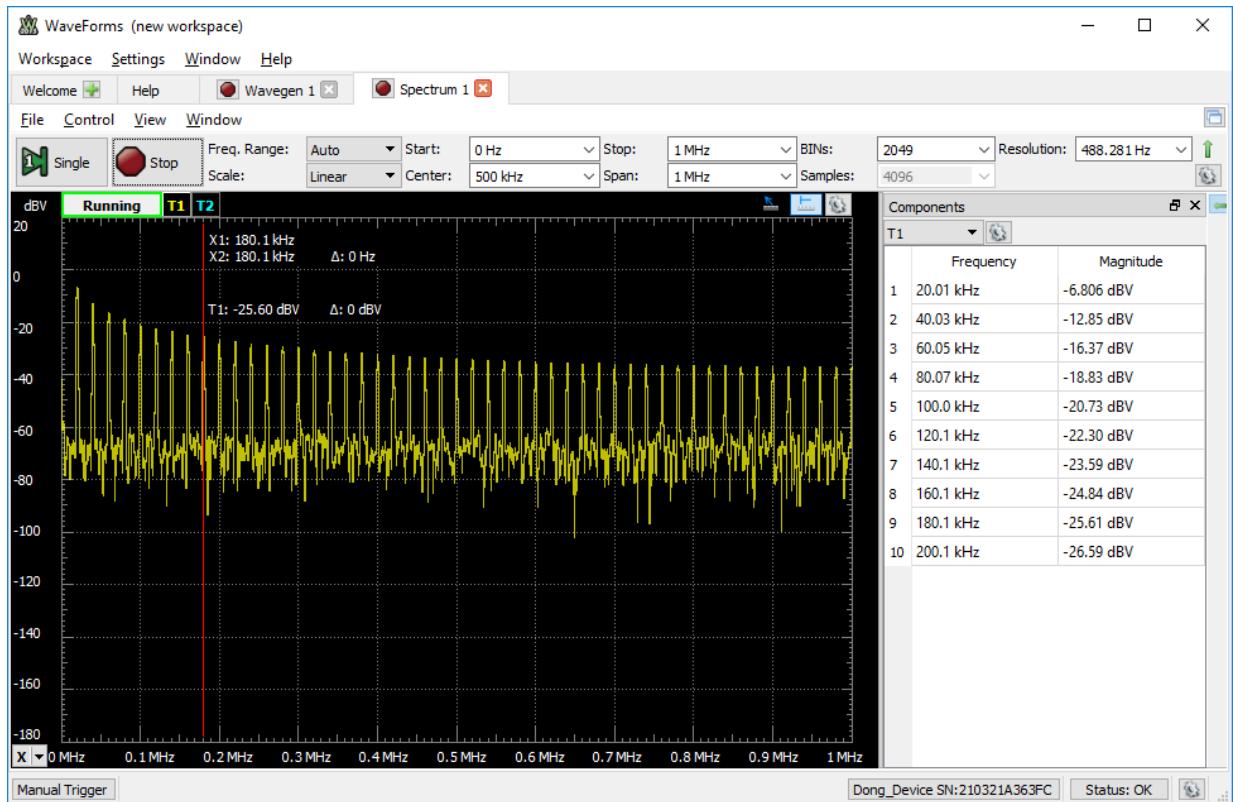 WaveForms (new workspace)
Workspace Settings Window Help
Welcome Help Wavegen 1 Spectrum 1
File Control View Window
Single Stop Freq. Range: Auto Start: 0 Hz Stop: 1 MHz BINs: 2049 Resolution: 488.281 Hz
Scale: Linear Center: 500 kHz Span: 1 MHz Samples: 4096
dBV Running T1 T2
Components
T1
X1: 180.1 kHz
X2: 180.1 kHz Δ: 0 Hz
T1: -25.60 dBV Δ: 0 dBV
20
0
-20
-40
-60
-80
-100
-120
-140
-160
-180
X 0 MHz 0.1 MHz 0.2 MHz 0.3 MHz 0.4 MHz 0.5 MHz 0.6 MHz 0.7 MHz 0.8 MHz 0.9 MHz 1 MHz
Frequency Magnitude
1 20.01 kHz -6.806 dBV
2 40.03 kHz -12.85 dBV
3 60.05 kHz -16.37 dBV
4 80.07 kHz -18.83 dBV
5 100.0 kHz -20.73 dBV
6 120.1 kHz -22.30 dBV
7 140.1 kHz -23.59 dBV
8 160.1 kHz -24.84 dBV
9 180.1 kHz -25.61 dBV
10 200.1 kHz -26.59 dBV
Manual Trigger Dong_Device SN:210321A363FC Status: OK